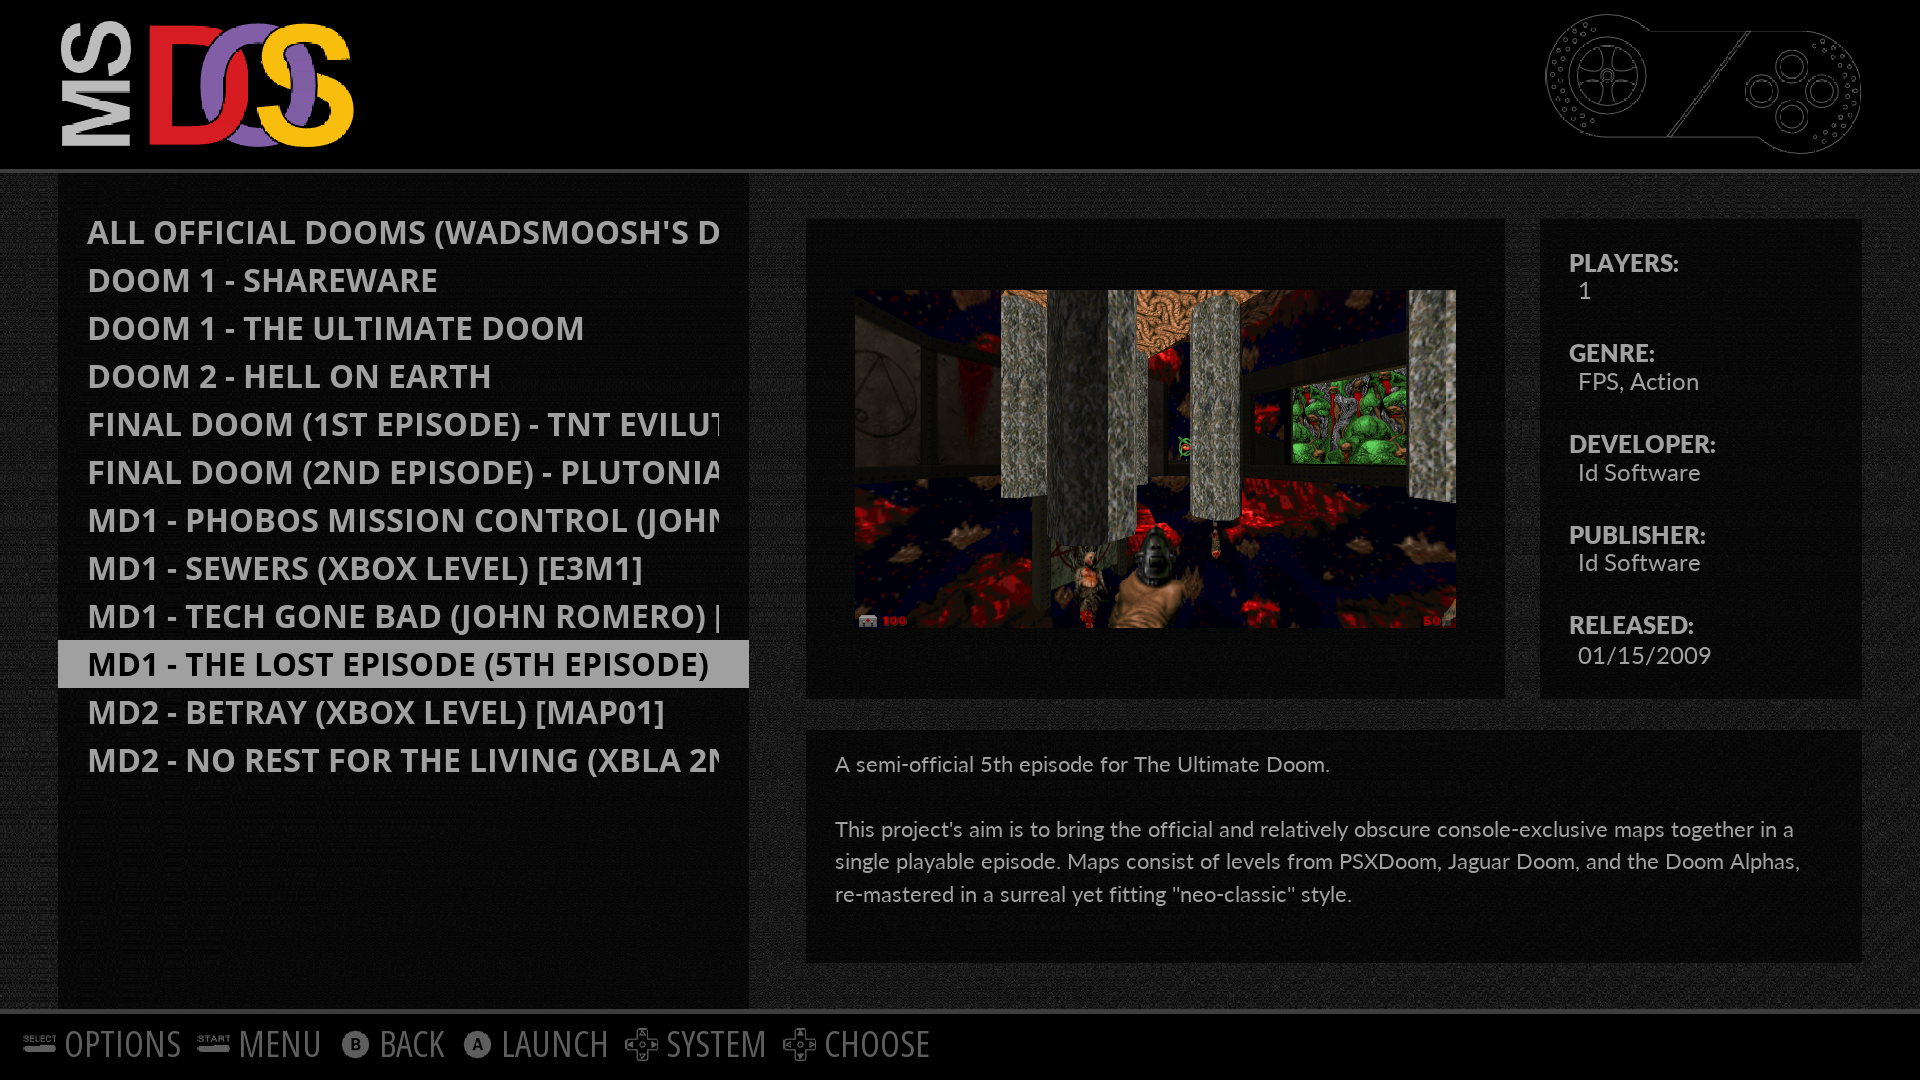 MS DOS
ALL OFFICIAL DOOMS (WADSMOOSH'S D
DOOM 1 - SHAREWARE
DOOM 1 - THE ULTIMATE DOOM
DOOM 2 - HELL ON EARTH
FINAL DOOM (1ST EPISODE) - TNT EVILUT
FINAL DOOM (2ND EPISODE) - PLUTONIA
MD1 - PHOBOS MISSION CONTROL (JOHN
MD1 - SEWERS (XBOX LEVEL) [E3M1]
MD1 - TECH GONE BAD (JOHN ROMERO) [
MD1 - THE LOST EPISODE (5TH EPISODE)
MD2 - BETRAY (XBOX LEVEL) [MAP01]
MD2 - NO REST FOR THE LIVING (XBLA 2N
100
50
PLAYERS:
1
GENRE:
FPS, Action
DEVELOPER:
Id Software
PUBLISHER:
Id Software
RELEASED:
01/15/2009
A semi-official 5th episode for The Ultimate Doom.
This project's aim is to bring the official and relatively obscure console-exclusive maps together in a
single playable episode. Maps consist of levels from PSXDoom, Jaguar Doom, and the Doom Alphas,
re-mastered in a surreal yet fitting "neo-classic" style.
SELECT OPTIONS START MENU B BACK A LAUNCH SYSTEM CHOOSE